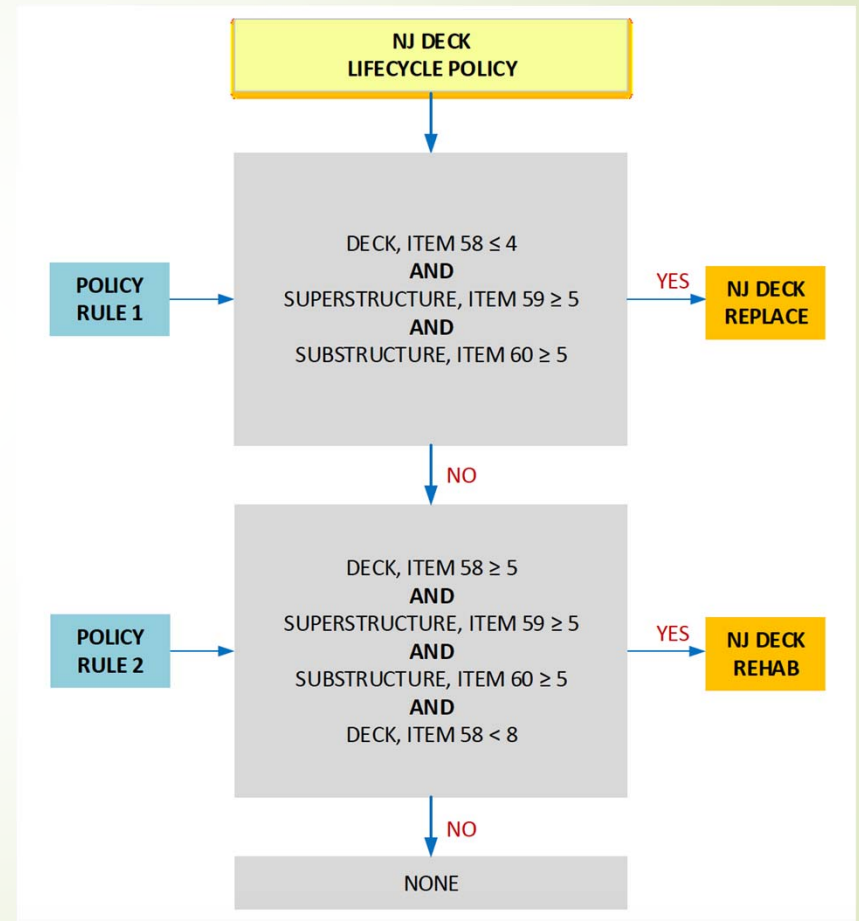 NJ DECK
LIFECYCLE POLICY
POLICY
RULE 1
DECK, ITEM 58 ≤ 4
AND
SUPERSTRUCTURE, ITEM 59 ≥ 5
AND
SUBSTRUCTURE, ITEM 60 ≥ 5
YES
NJ DECK
REPLACE
NO
POLICY
RULE 2
DECK, ITEM 58 ≥ 5
AND
SUPERSTRUCTURE, ITEM 59 ≥ 5
AND
SUBSTRUCTURE, ITEM 60 ≥ 5
AND
DECK, ITEM 58 < 8
YES
NJ DECK
REHAB
NO
NONE